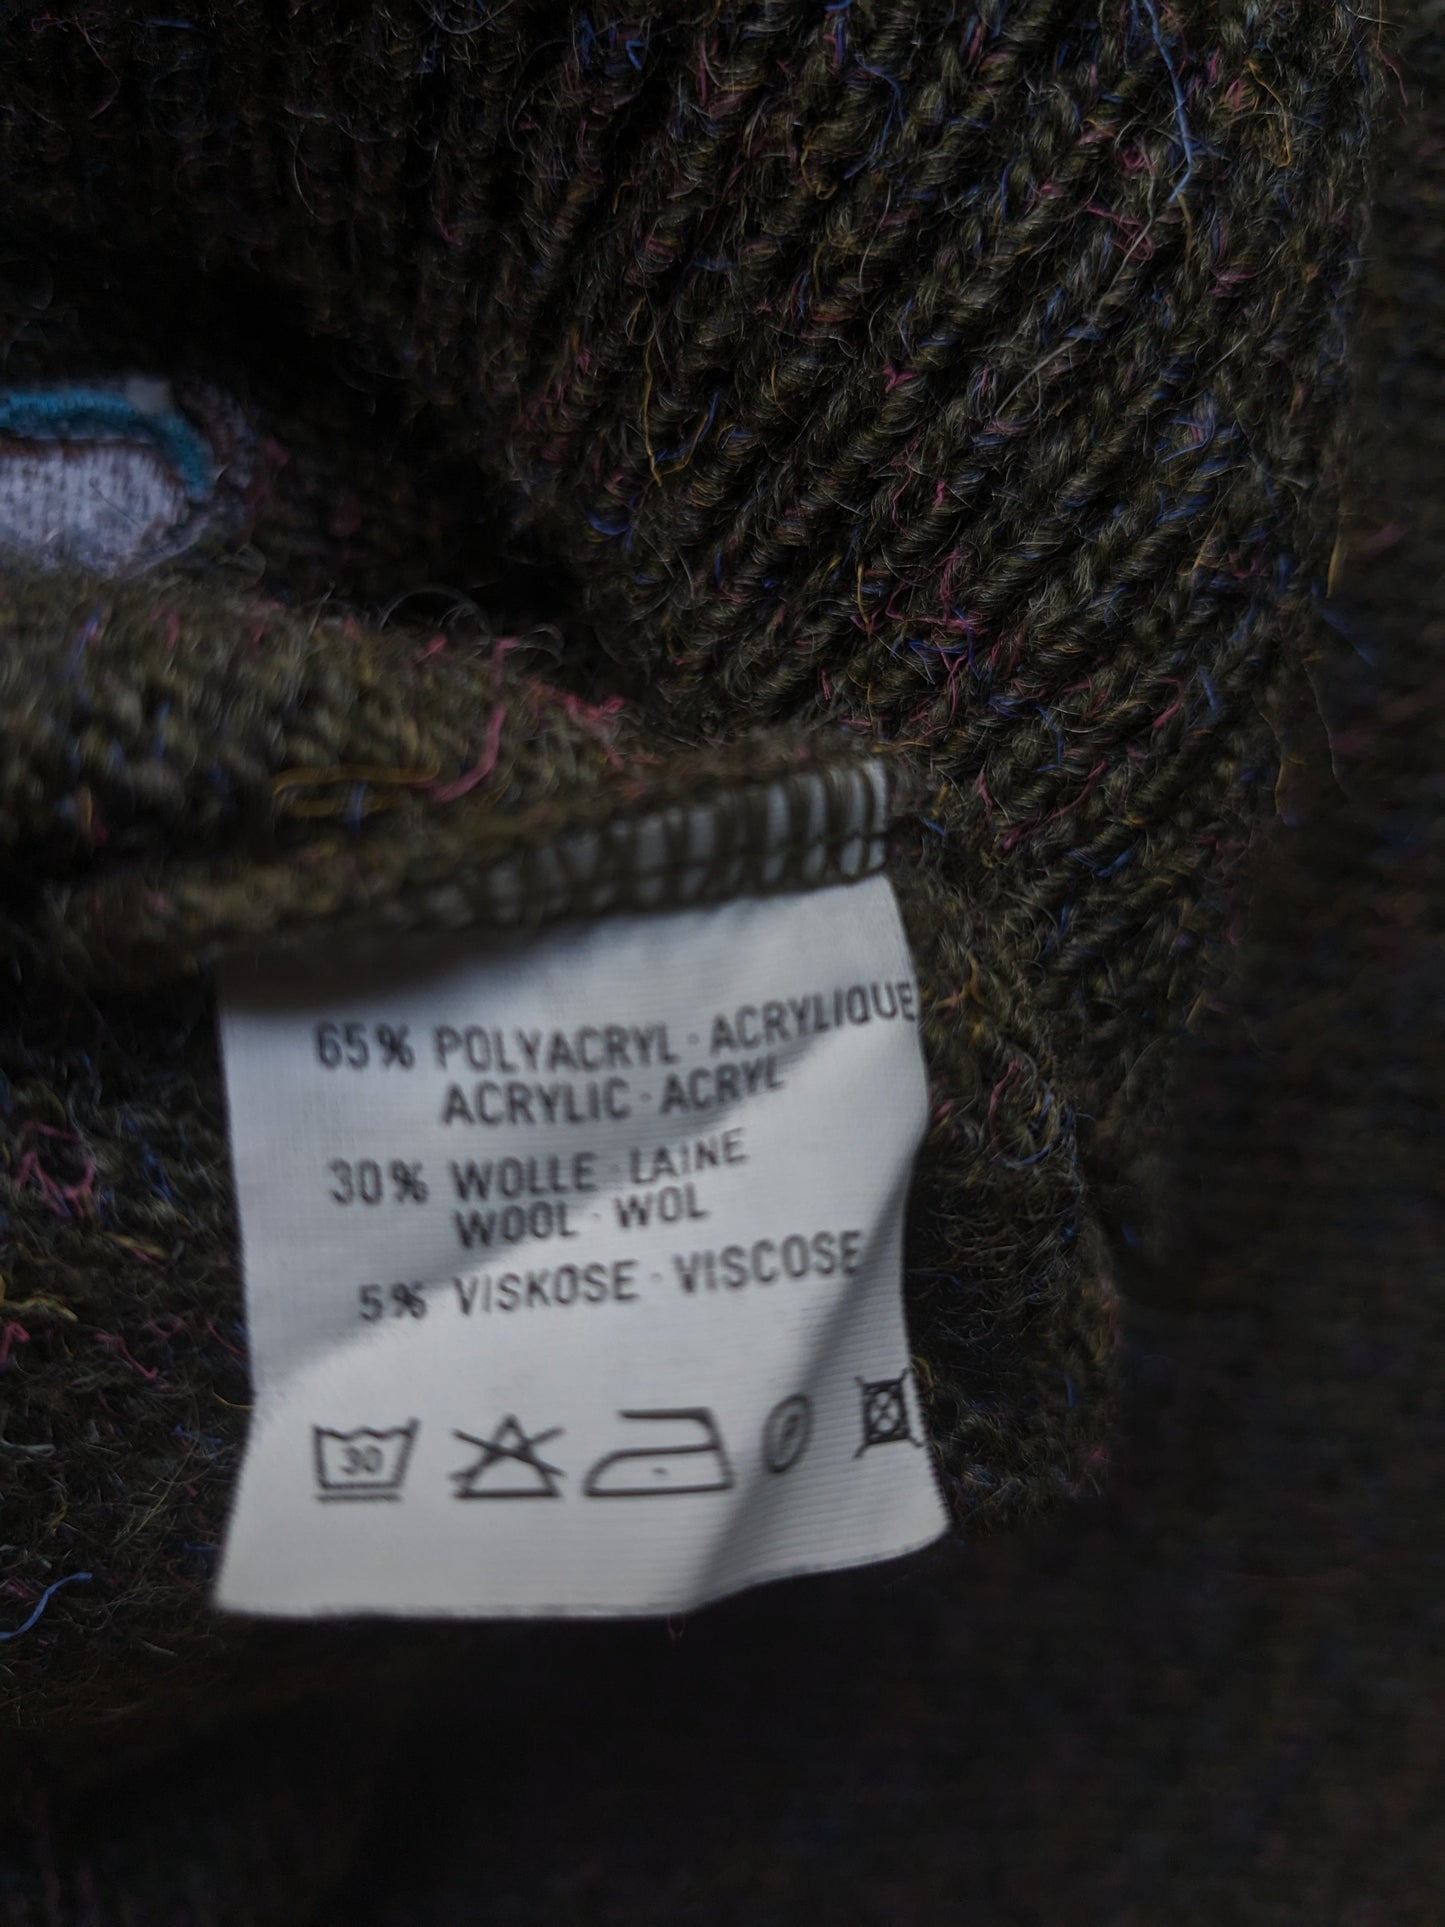 65% POLYACRYL · ACRYLIQUE
ACRYLIC · ACRYL
30% WOLLE · LAINE
WOOL · WOL
5% VISKOSE · VISCOSE
30 P